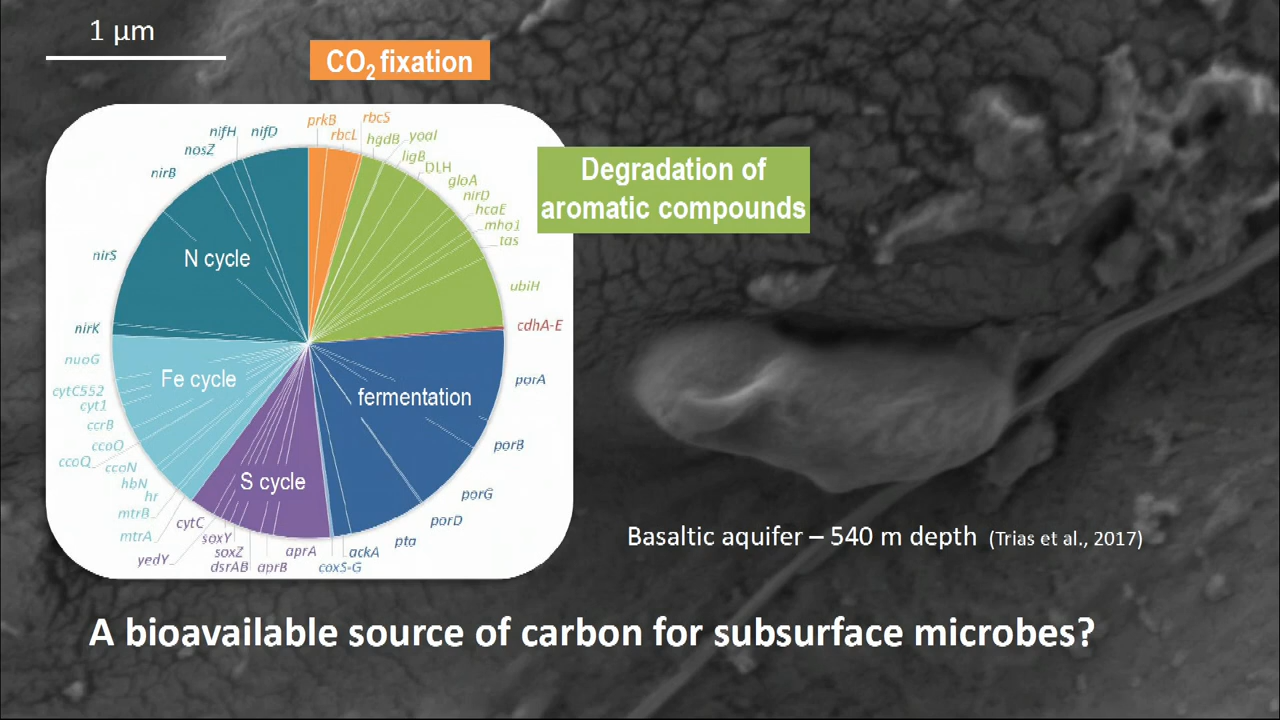 1 µm
CO₂ fixation
nifH
nifD
prkB
rbcS
rbcL
nosZ
hgdB
yoaI
nirB
ligB
DLH
gloA
nirD
hcaE
mho1
tas
Degradation of
aromatic compounds
nirS
N cycle
ubiH
nirK
cdhA-E
nuoG
Fe cycle
porA
fermentation
cytC552
cyt1
ccrB
ccoO
ccoQ
ccoN
porB
hbN
hr
S cycle
porG
mtrB
mtrA
cytC
porD
soxY
yedY
soxZ
dsrAB
aprB
aprA
coxS-G
ackA
pta
Basaltic aquifer – 540 m depth (Trias et al., 2017)
A bioavailable source of carbon for subsurface microbes?